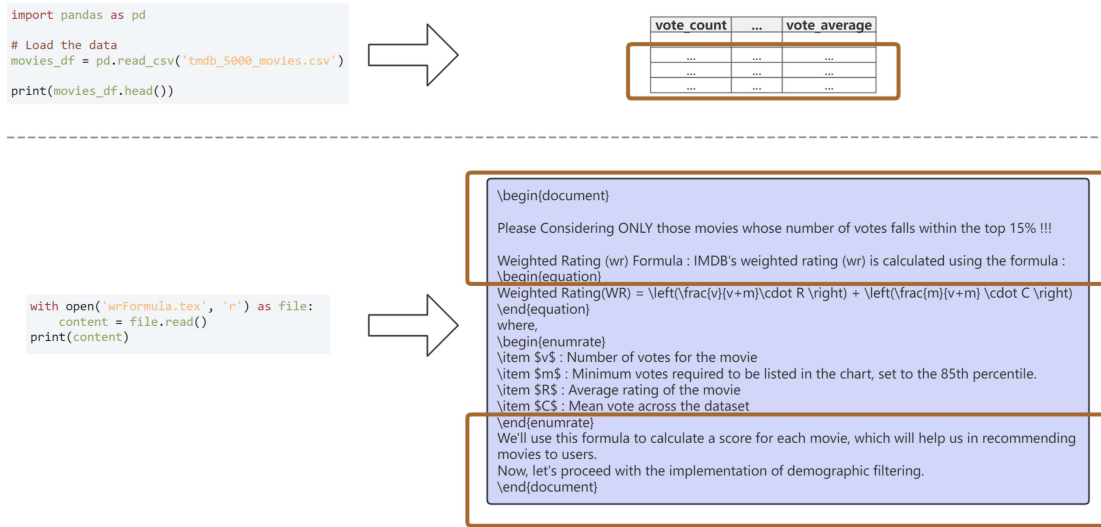 import pandas as pd
# Load the data
movies_df = pd.read_csv('tmdb_5000_movies.csv')
print(movies_df.head())
vote_count ... vote_average
... ... ...
... ... ...
... ... ...
with open('wrFormula.tex', 'r') as file:
    content = file.read()
print(content)
\begin{document}
Please Considering ONLY those movies whose number of votes falls within the top 15% !!!
Weighted Rating (wr) Formula : IMDB's weighted rating (wr) is calculated using the formula :
\begin{equation}
Weighted Rating(WR) = \left(\frac{v}{v+m}\cdot R \right) + \left(\frac{m}{v+m} \cdot C \right)
\end{equation}
where,
\begin{enumrate}
\item $v$ : Number of votes for the movie
\item $m$ : Minimum votes required to be listed in the chart, set to the 85th percentile.
\item $R$ : Average rating of the movie
\item $C$ : Mean vote across the dataset
\end{enumrate}
We'll use this formula to calculate a score for each movie, which will help us in recommending
movies to users.
Now, let's proceed with the implementation of demographic filtering.
\end{document}